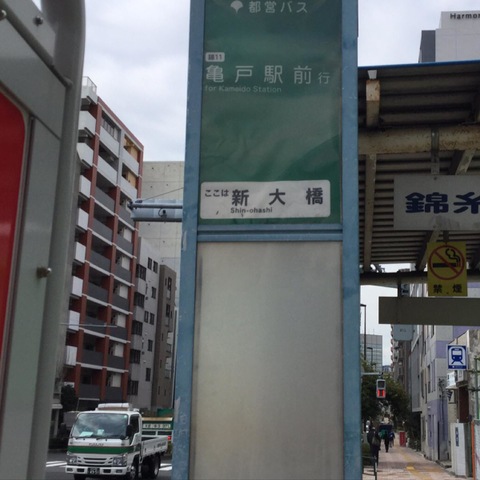 都営バス
錦11
亀戸駅前行
for Kameido Station
ここは 新大橋
Shin-ohashi
Harmon
錦糸
禁煙